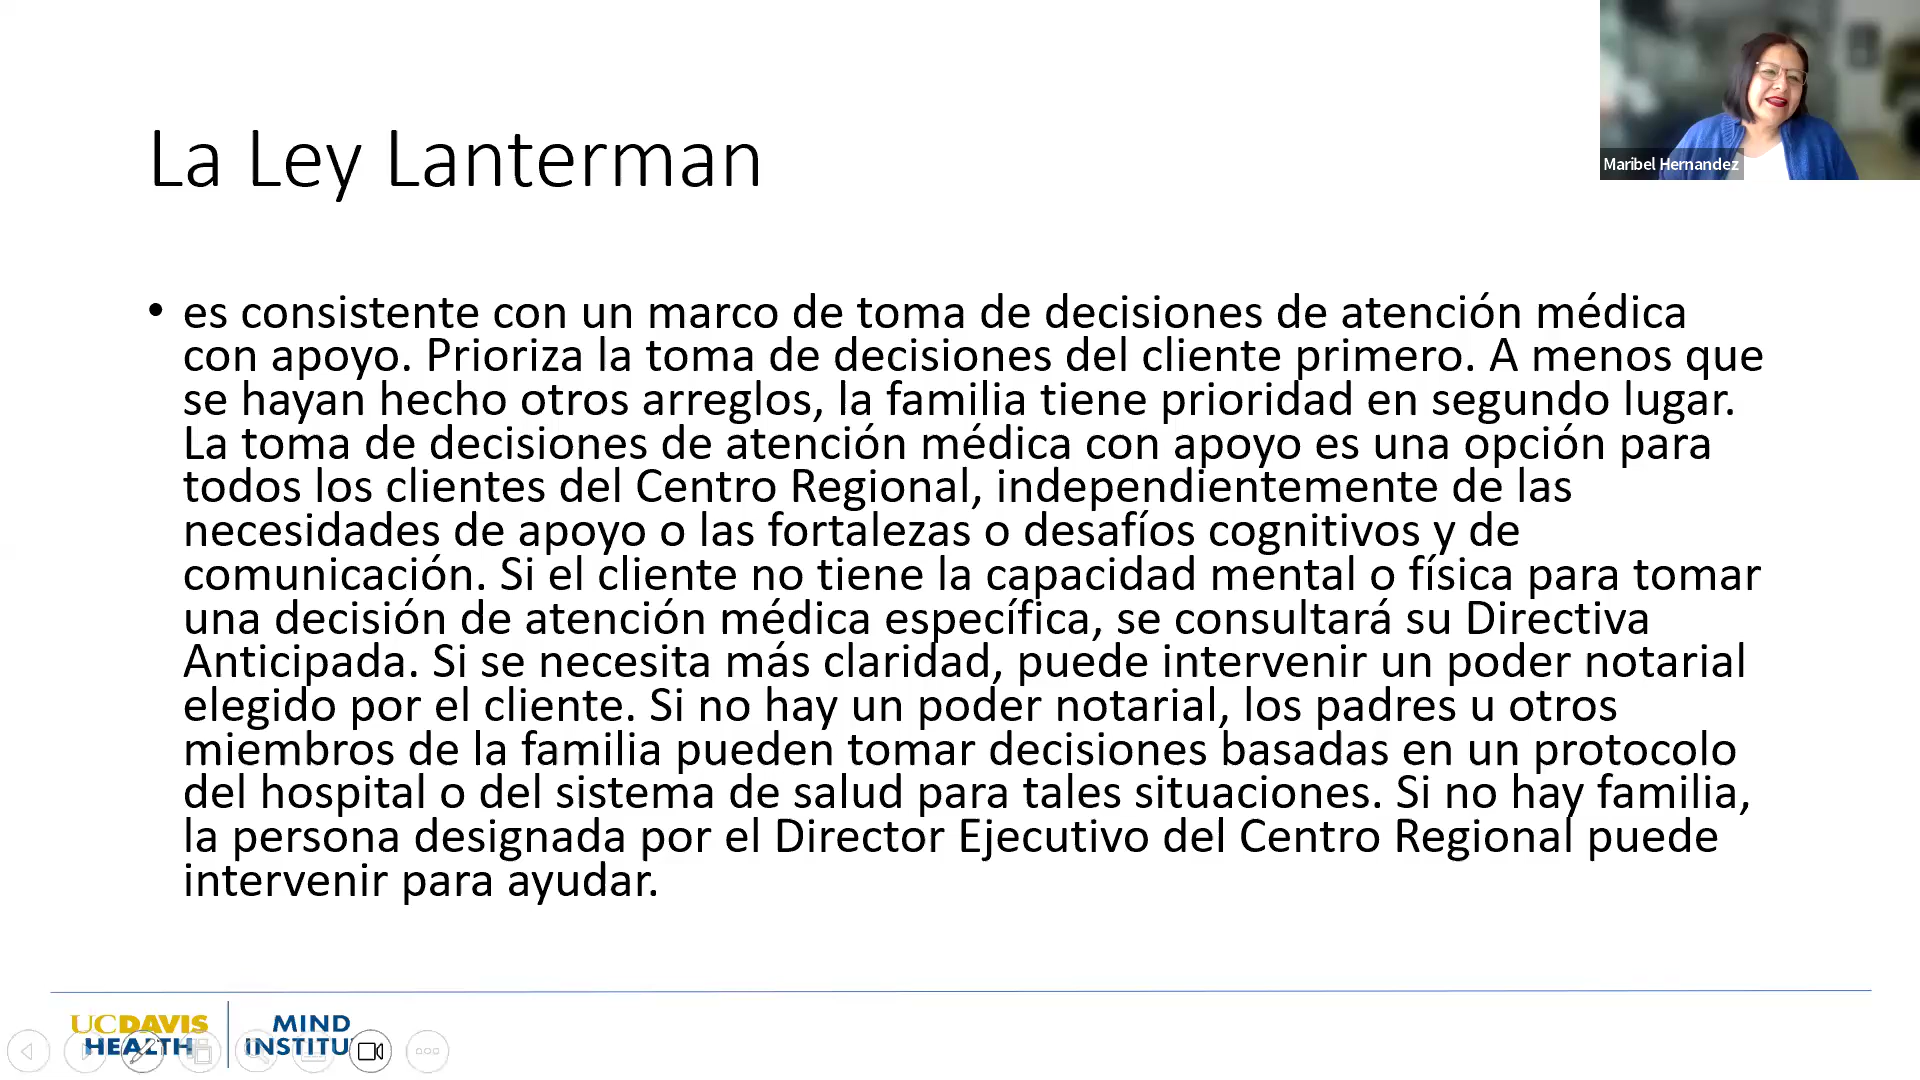 Maribel Hernandez
La Ley Lanterman
• es consistente con un marco de toma de decisiones de atención médica
con apoyo. Prioriza la toma de decisiones del cliente primero. A menos que
se hayan hecho otros arreglos, la familia tiene prioridad en segundo lugar.
La toma de decisiones de atención médica con apoyo es una opción para
todos los clientes del Centro Regional, independientemente de las
necesidades de apoyo o las fortalezas o desafíos cognitivos y de
comunicación. Si el cliente no tiene la capacidad mental o física para tomar
una decisión de atención médica específica, se consultará su Directiva
Anticipada. Si se necesita más claridad, puede intervenir un poder notarial
elegido por el cliente. Si no hay un poder notarial, los padres u otros
miembros de la familia pueden tomar decisiones basadas en un protocolo
del hospital o del sistema de salud para tales situaciones. Si no hay familia,
la persona designada por el Director Ejecutivo del Centro Regional puede
intervenir para ayudar.
UCDAVIS
HEALTH
MIND
INSTITU